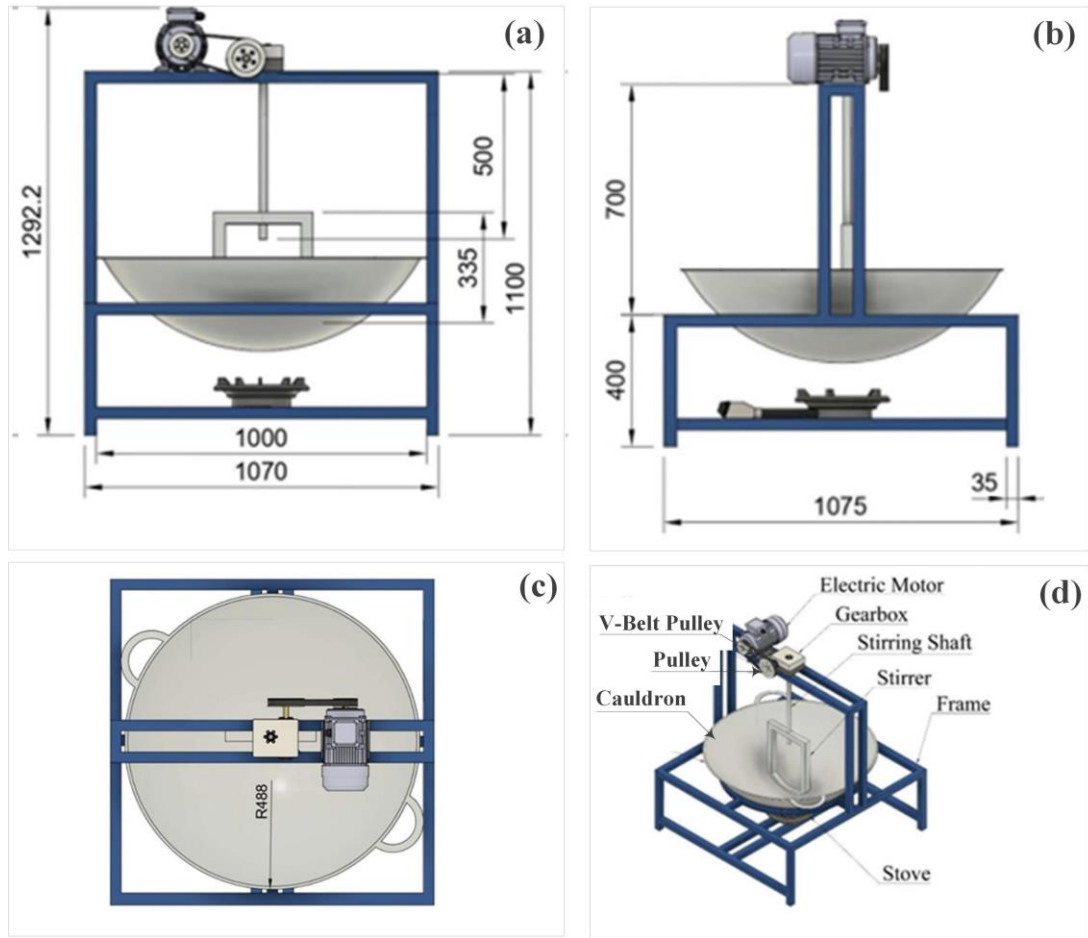 (a)
1292.2
500
335
1100
1000
1070
(b)
700
400
35
1075
(c)
R488
(d)
Electric Motor
Gearbox
V-Belt Pulley
Stirring Shaft
Pulley
Stirrer
Cauldron
Frame
Stove